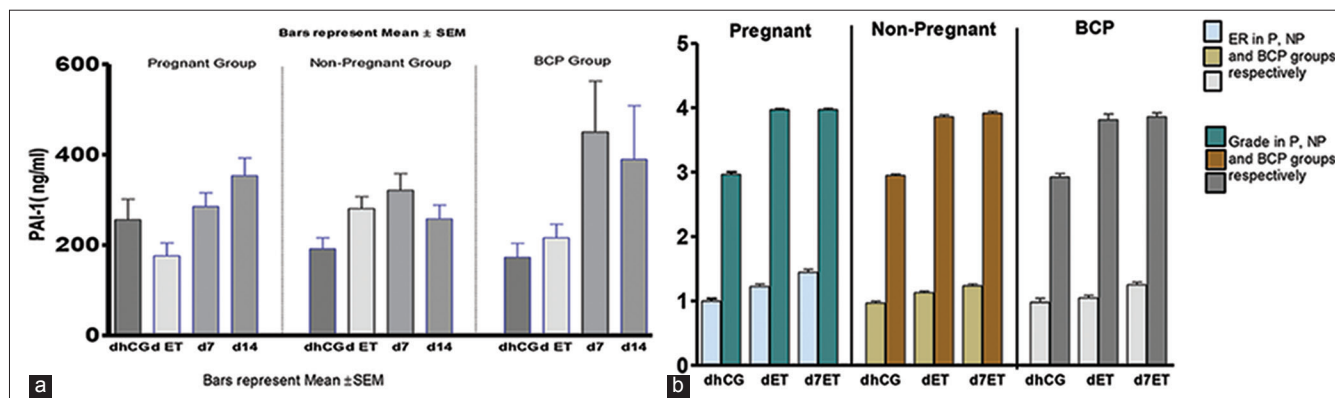 Bars represent Mean ± SEM
Pregnant Group
Non-Pregnant Group
BCP Group
PAI-1( ng/ml)
600
400
200
0
dhCG d ET d7 d14
dhCG d ET d7 d14
dhCG d ET d7 d14
Bars represent Mean ±SEM
a
Pregnant
Non-Pregnant
BCP
5
4
3
2
1
0
dhCG dET d7ET
dhCG dET d7ET
dhCG dET d7ET
ER in P, NP
and BCP groups
respectively
Grade in P, NP
and BCP groups
respectively
b